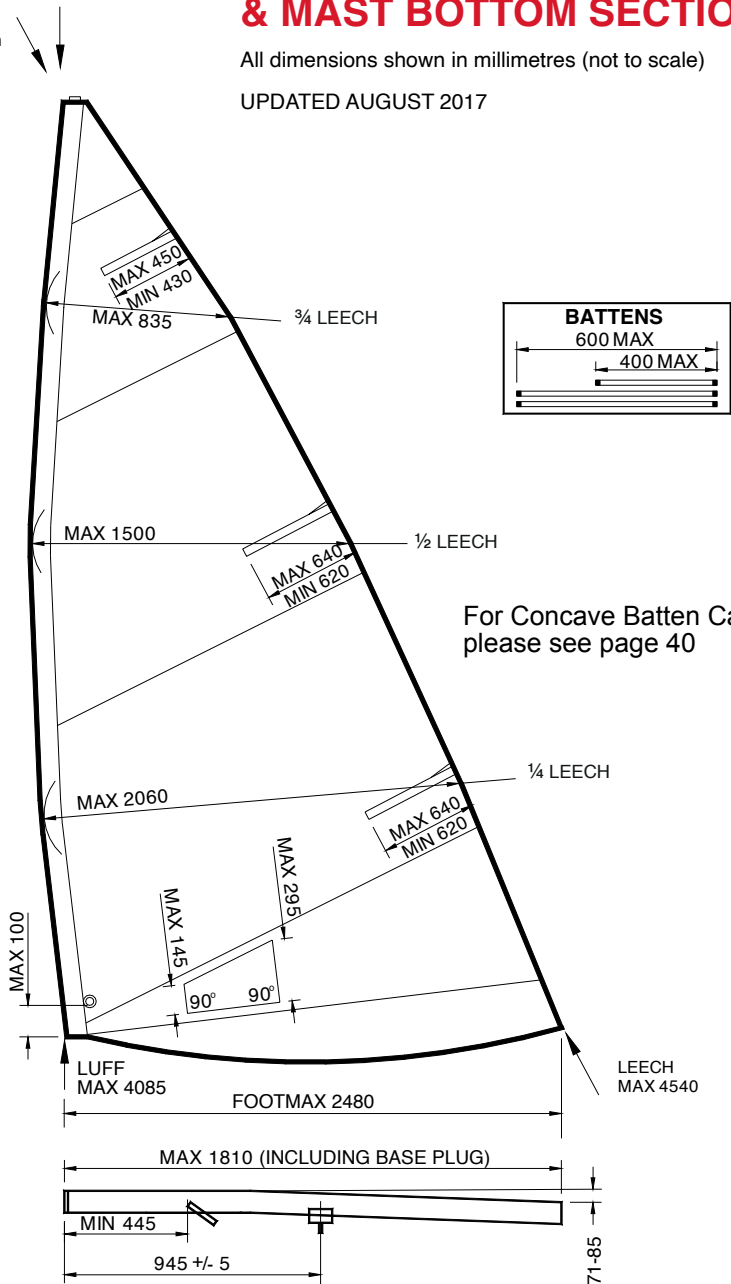 & MAST BOTTOM SECTIO
All dimensions shown in millimetres (not to scale)
UPDATED AUGUST 2017
MAX 450
MIN 430
MAX 835
¾ LEECH
BATTENS
600 MAX
400 MAX
MAX 1500
½ LEECH
MAX 640
MIN 620
For Concave Batten Ca
please see page 40
¼ LEECH
MAX 2060
MAX 640
MIN 620
MAX 295
MAX 145
MAX 100
90°
90°
LUFF
MAX 4085
LEECH
MAX 4540
FOOTMAX 2480
MAX 1810 (INCLUDING BASE PLUG)
MIN 445
945 +/- 5
71-85